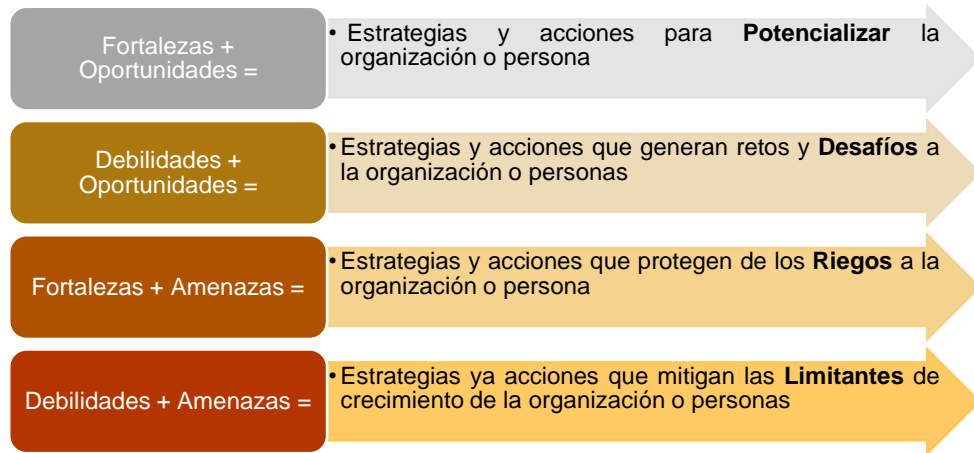 Fortalezas +
Oportunidades =
• Estrategias y acciones para Potencializar la
organización o persona
Debilidades +
Oportunidades =
• Estrategias y acciones que generan retos y Desafíos a
la organización o personas
Fortalezas + Amenazas =
• Estrategias y acciones que protegen de los Riegos a la
organización o persona
Debilidades + Amenazas =
• Estrategias ya acciones que mitigan las Limitantes de
crecimiento de la organización o personas